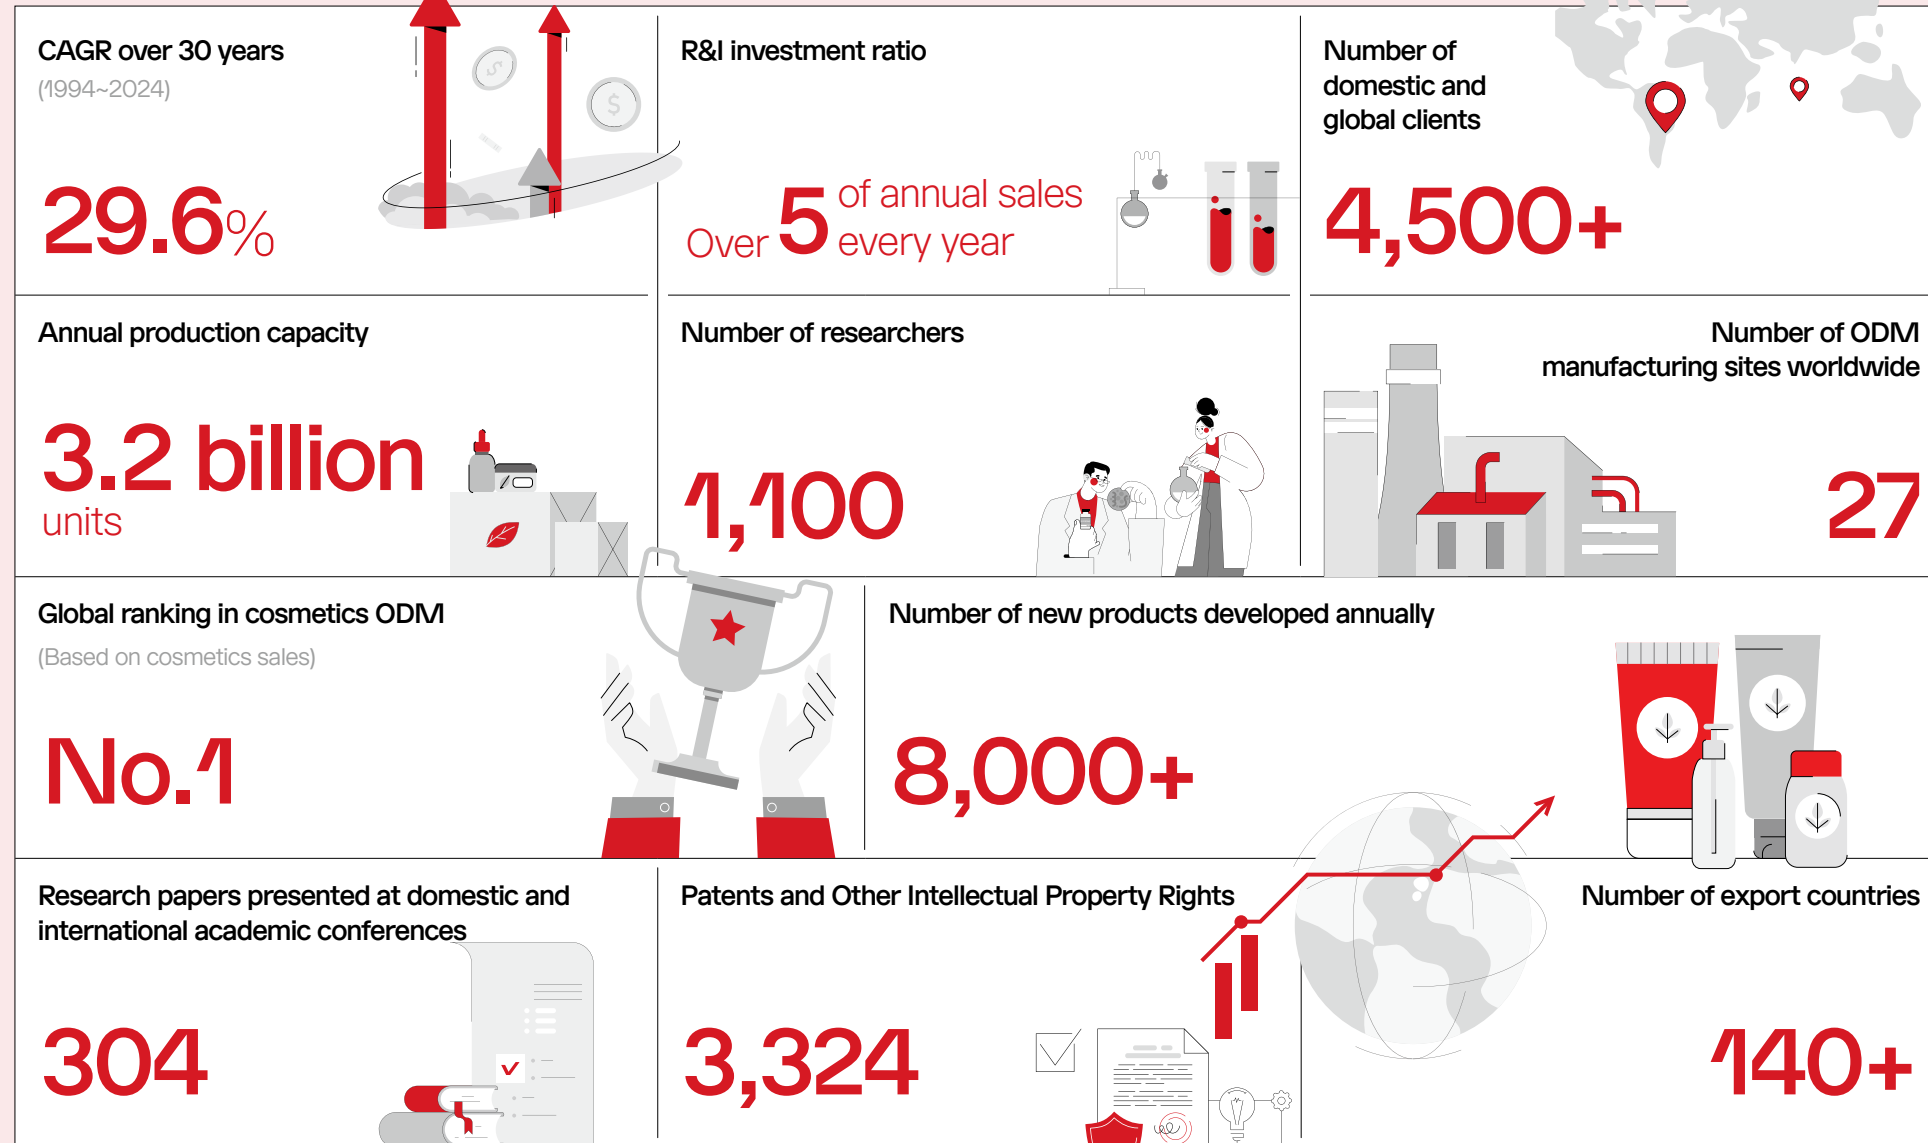 CAGR over 30 years
(1994~2024)
29.6%
R&I investment ratio
Over 5 of annual sales
every year
Number of
domestic and
global clients
4,500+
Annual production capacity
3.2 billion
units
Number of researchers
1,100
Number of ODM
manufacturing sites worldwide
27
Global ranking in cosmetics ODM
(Based on cosmetics sales)
No.1
Number of new products developed annually
8,000+
Research papers presented at domestic and
international academic conferences
304
Patents and Other Intellectual Property Rights
3,324
Number of export countries
140+